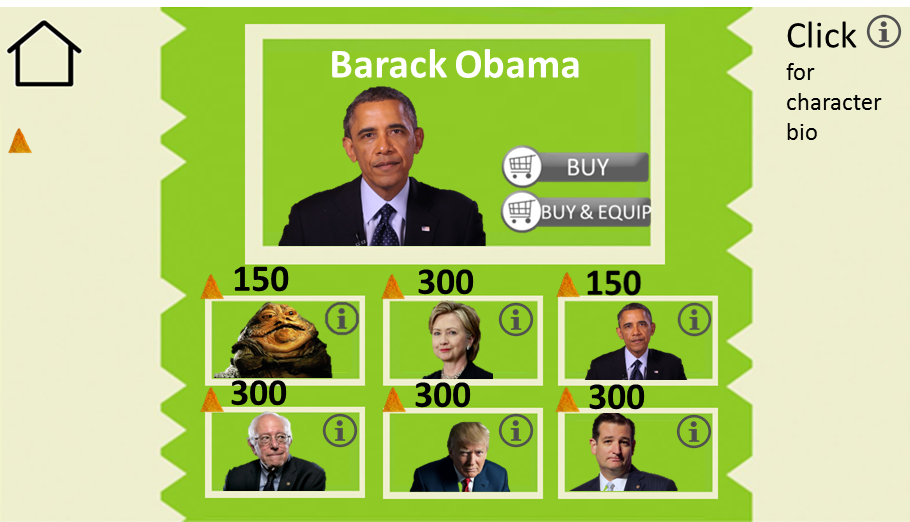 Barack Obama
Click i
for
character
bio
BUY
BUY & EQUIP
150
300
150
i
i
i
300
300
300
i
i
i